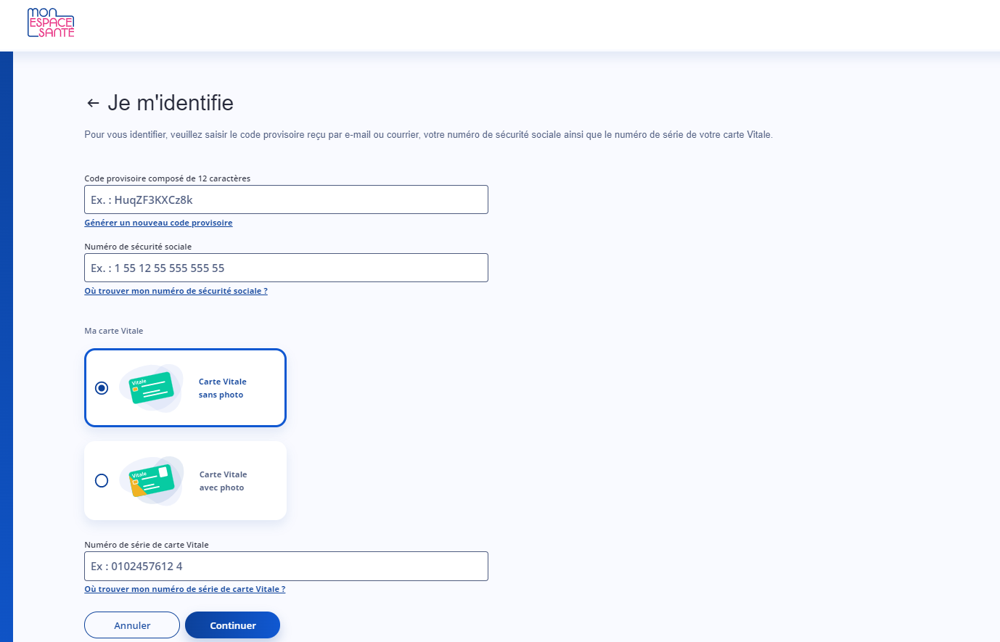 mon
ESPACE
SANTÉ
Je m'identifie
Pour vous identifier, veuillez saisir le code provisoire reçu par e-mail ou courrier, votre numéro de sécurité sociale ainsi que le numéro de série de votre carte Vitale.
Code provisoire composé de 12 caractères
Ex. : HuqZF3KXCz8k
Générer un nouveau code provisoire
Numéro de sécurité sociale
Ex. : 1 55 12 55 555 555 55
Où trouver mon numéro de sécurité sociale ?
Ma carte Vitale
Vitale
Carte Vitale
sans photo
Vitale
Carte Vitale
avec photo
Numéro de série de carte Vitale
Ex : 0102457612 4
Où trouver mon numéro de série de carte Vitale ?
Annuler
Continuer